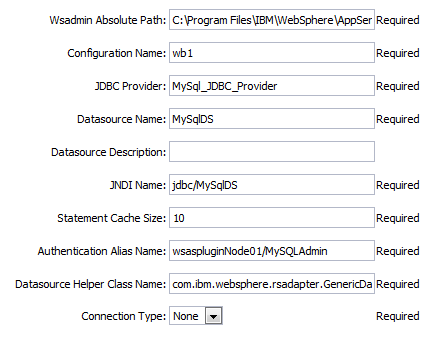 Wsadmin Absolute Path: C:\Program Files\IBM\WebSphere\AppSer Required
Configuration Name: wb1 Required
JDBC Provider: MySql_JDBC_Provider Required
Datasource Name: MySqlDS Required
Datasource Description:
JNDI Name: jdbc/MySqlDS Required
Statement Cache Size: 10 Required
Authentication Alias Name: wsaspluginNode01/MySQLAdmin Required
Datasource Helper Class Name: com.ibm.websphere.rsadapter.GenericDa Required
Connection Type: None Required